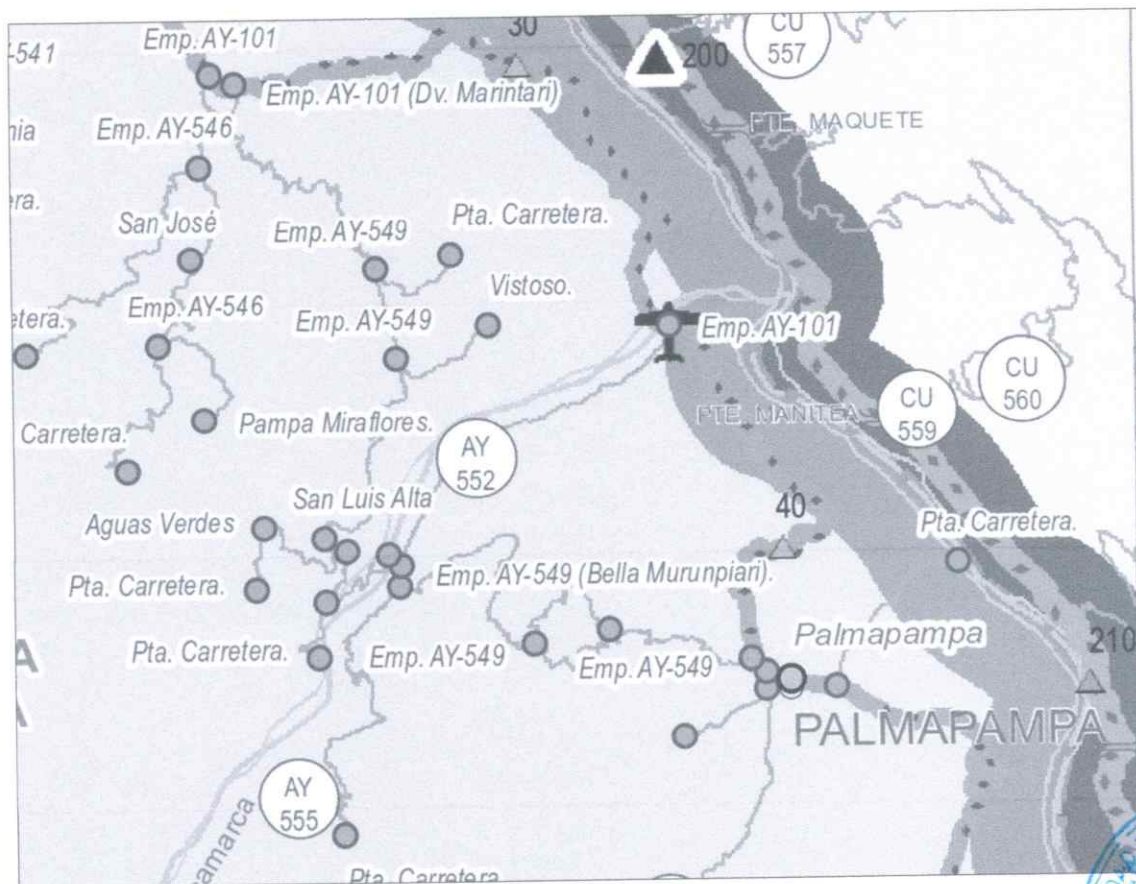 30
CU
557
Emp. AY-101
-541
200
Emp. AY-101 (Dv. Marintari)
PTE. MAQUETE
nia
Emp. AY-546
era.
San José
Emp. AY-549
Pta. Carretera.
Vistoso.
etera.
Emp. AY-546
Emp. AY-549
Emp. AY-101
CU
560
CU
559
PTE. MANITEA
Carretera.
Pampa Miraflores.
AY
552
San Luis Alta
Aguas Verdes
40
Pta. Carretera.
Pta. Carretera.
Emp. AY-549 (Bella Murunpiari).
Pta. Carretera.
Emp. AY-549
Emp. AY-549
Palmapampa
210
A
PALMAPAMPA
AY
555
amarca
Pta. Carretera